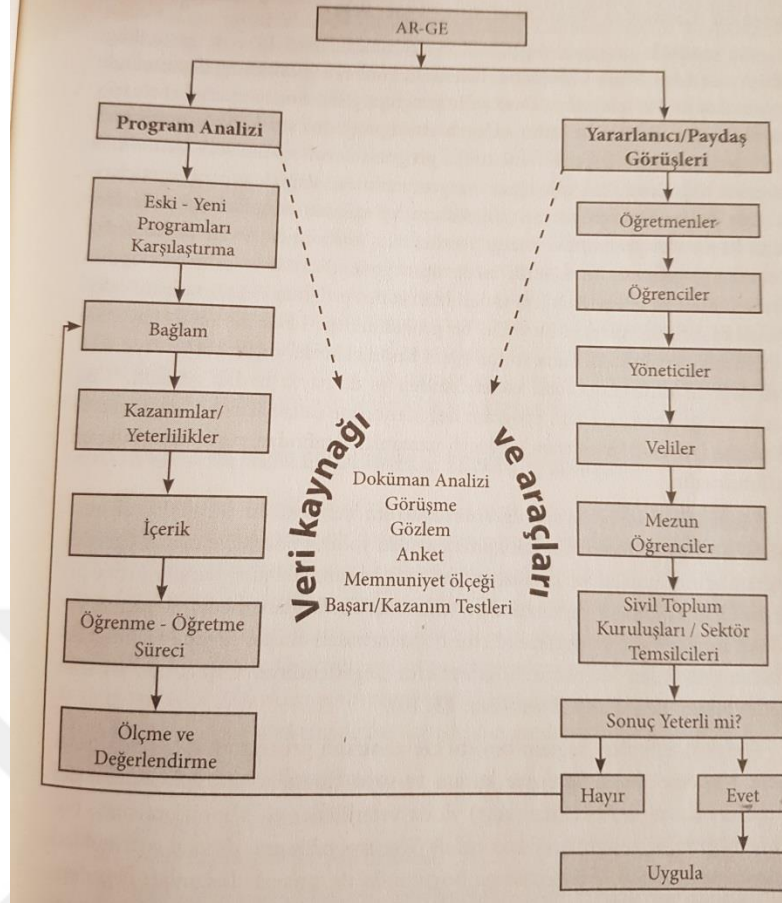 AR-GE
Program Analizi
Eski - Yeni
Programları
Karşılaştırma
Bağlam
Kazanımlar/
Yeterlilikler
İçerik
Öğrenme - Öğretme
Süreci
Ölçme ve
Değerlendirme
Veri kaynağı
ve araçları
Doküman Analizi
Görüşme
Gözlem
Anket
Memnuniyet ölçeği
Başarı/Kazanım Testleri
Yararlanıcı/Paydaş
Görüşleri
Öğretmenler
Öğrenciler
Yöneticiler
Veliler
Mezun
Öğrenciler
Sivil Toplum
Kuruluşları / Sektör
Temsilcileri
Sonuç Yeterli mi?
Hayır
Evet
Uygula